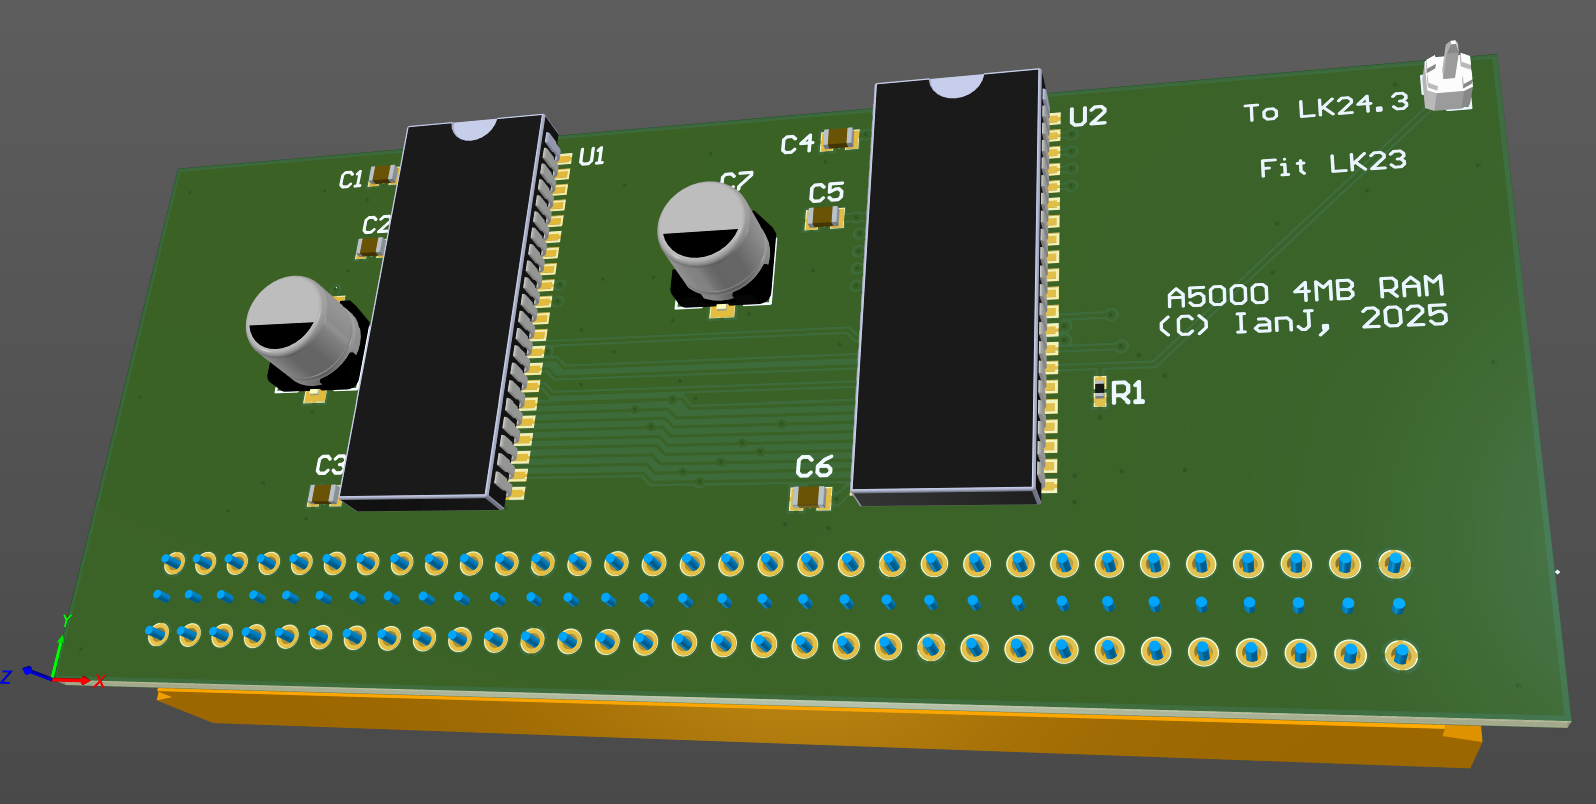 To LK24.3
U2
C4
U1
C1
Fit LK23
C7
C5
C2
A5000 4MB RAM
(C) IanJ, 2025
R1
C3
C6
Y
Z
X